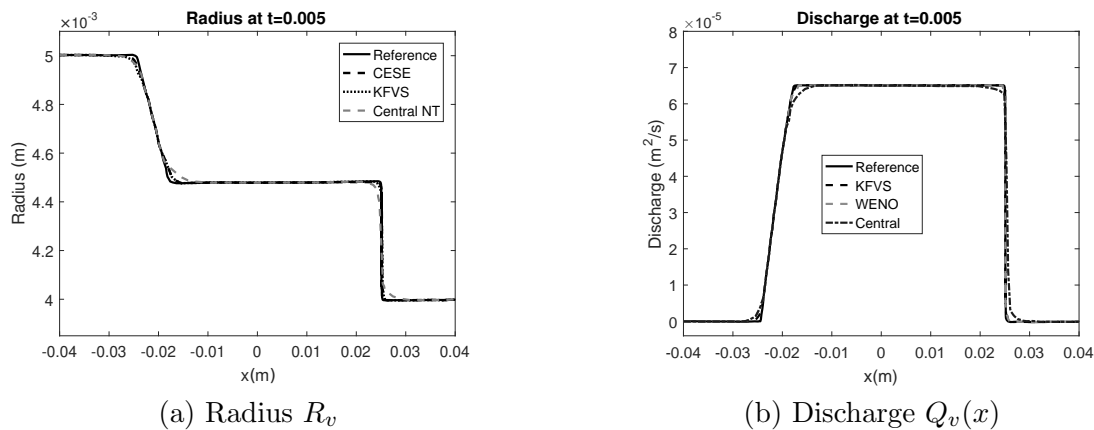 Radius at t=0.005
×10⁻³
5
4.8
4.6
4.4
4.2
4
Radius (m)
-0.04 -0.03 -0.02 -0.01 0 0.01 0.02 0.03 0.04
x(m)
Reference
CESE
KFVS
Central NT
(a) Radius Rᵥ
Discharge at t=0.005
×10⁻⁵
8
7
6
5
4
3
2
1
0
Discharge (m²/s)
-0.04 -0.03 -0.02 -0.01 0 0.01 0.02 0.03 0.04
x(m)
Reference
KFVS
WENO
Central
(b) Discharge Qᵥ(x)